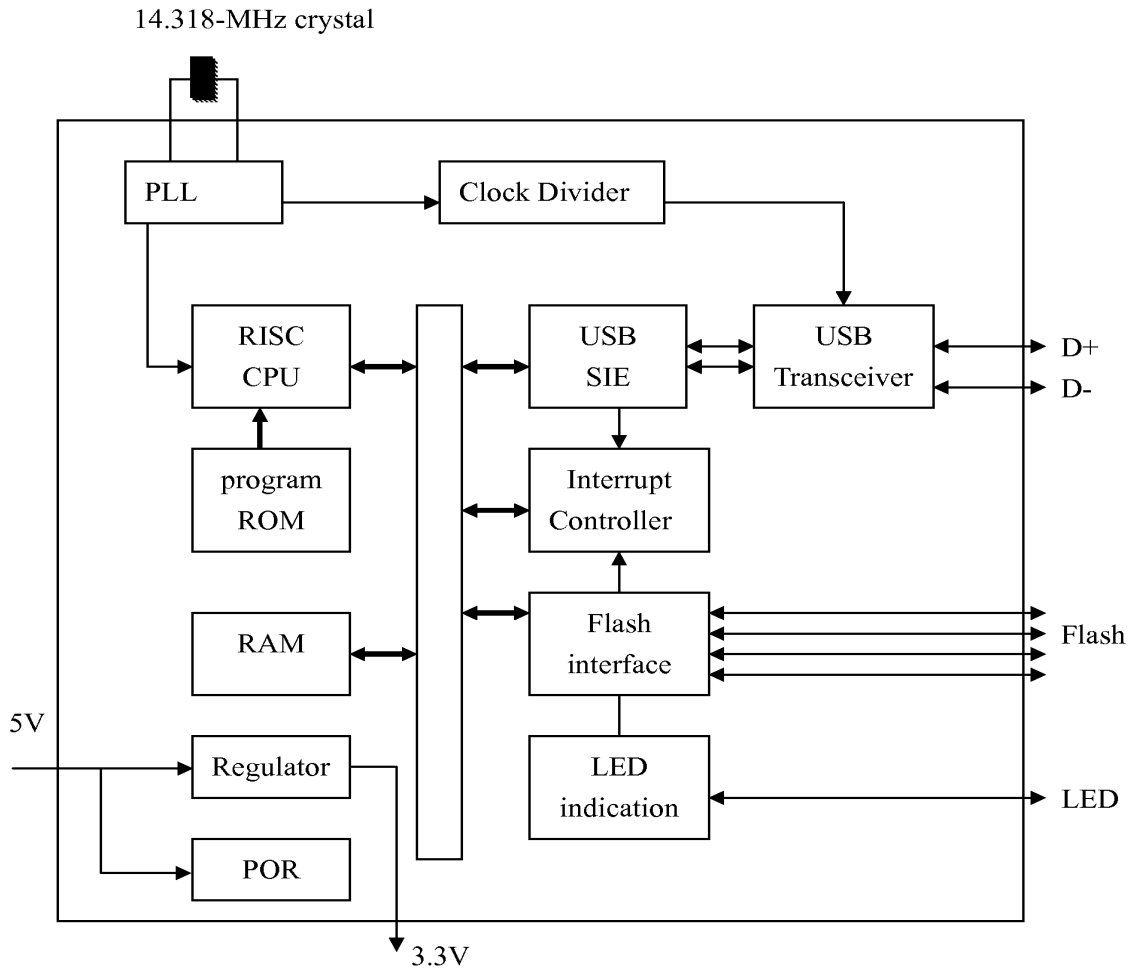 14.318-MHz crystal
PLL
Clock Divider
RISC
CPU
USB
SIE
USB
Transceiver
D+
D-
program
ROM
Interrupt
Controller
RAM
Flash
interface
Flash
5V
Regulator
LED
indication
LED
POR
3.3V